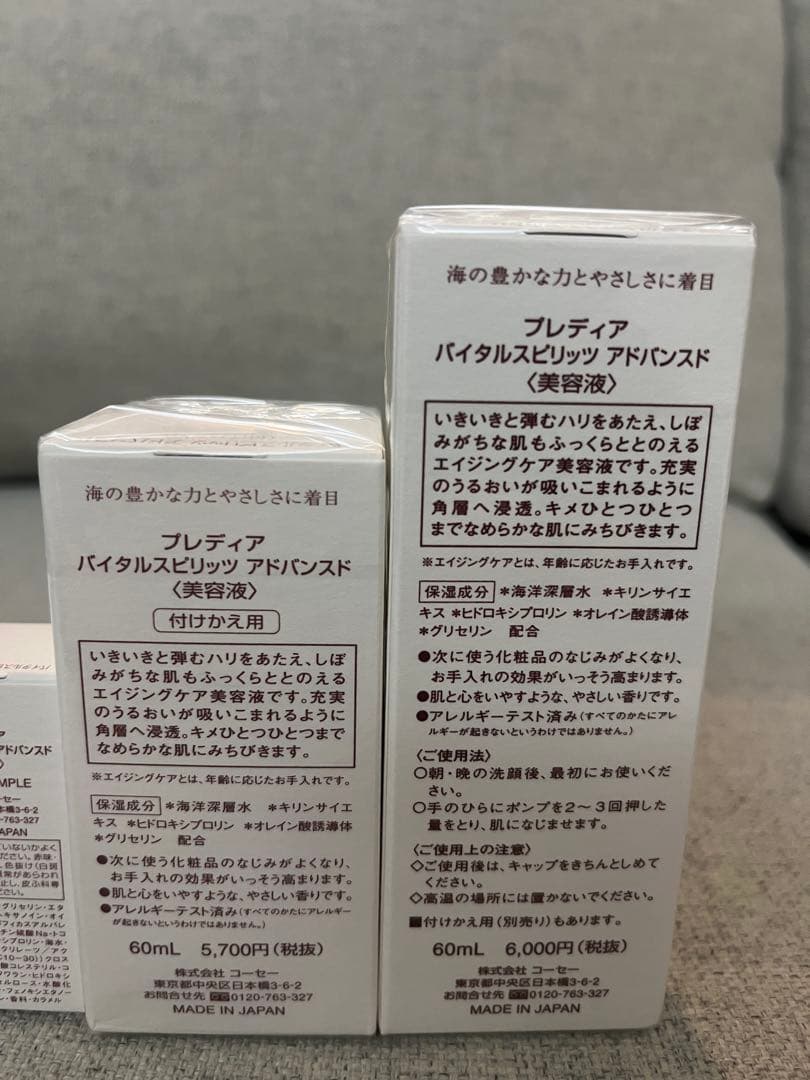 海の豊かな力とやさしさに着目
プレディア
バイタルスピリッツ アドバンスド
〈美容液〉
いきいきと弾むハリをあたえ、しぼ
みがちな肌もふっくらととのえる
エイジングケア美容液です。充実
のうるおいが吸いこまれるように
角層へ浸透。キメひとつひとつ
までなめらかな肌にみちびきます。
※エイジングケアとは、年齢に応じたお手入れです。
保湿成分 *海洋深層水 *キリンサイエ
キス *ヒドロキシプロリン *オレイン酸誘導体
*グリセリン 配合
●次に使う化粧品のなじみがよくなり、
お手入れの効果がいっそう高まります。
●肌と心をいやすような、やさしい香りです。
●アレルギーテスト済み(すべてのかたにアレ
ルギーが起きないというわけではありません。)
〈ご使用法〉
○朝・晩の洗顔後、最初にお使いくだ
さい。
○手のひらにポンプを2〜3回押した
量をとり、肌になじませます。
〈ご使用上の注意〉
◇ご使用後は、キャップをきちんとしめて
ください。
◇高温の場所には置かないでください。
■付けかえ用(別売り)もあります。
60mL 6,000円(税抜)
株式会社 コーセー
東京都中央区日本橋3-6-2
お問合せ先 0120-763-327
MADE IN JAPAN
海の豊かな力とやさしさに着目
プレディア
バイタルスピリッツ アドバンスド
〈美容液〉
付けかえ用
いきいきと弾むハリをあたえ、しぼ
みがちな肌もふっくらととのえる
エイジングケア美容液です。充実
のうるおいが吸いこまれるように
角層へ浸透。キメひとつひとつまで
なめらかな肌にみちびきます。
※エイジングケアとは、年齢に応じたお手入れです。
保湿成分 *海洋深層水 *キリンサイエ
キス *ヒドロキシプロリン *オレイン酸誘導体
*グリセリン 配合
●次に使う化粧品のなじみがよくなり、
お手入れの効果がいっそう高まります。
●肌と心をいやすような、やさしい香りです。
●アレルギーテスト済み(すべてのかたにアレルギー
が起きないというわけではありません。)
60mL 5,700円(税抜)
株式会社 コーセー
東京都中央区日本橋3-6-2
お問合せ先 0120-763-327
MADE IN JAPAN
アドバンスド
MPLE
コーセー
本橋3-6-2
763-327
JAPAN